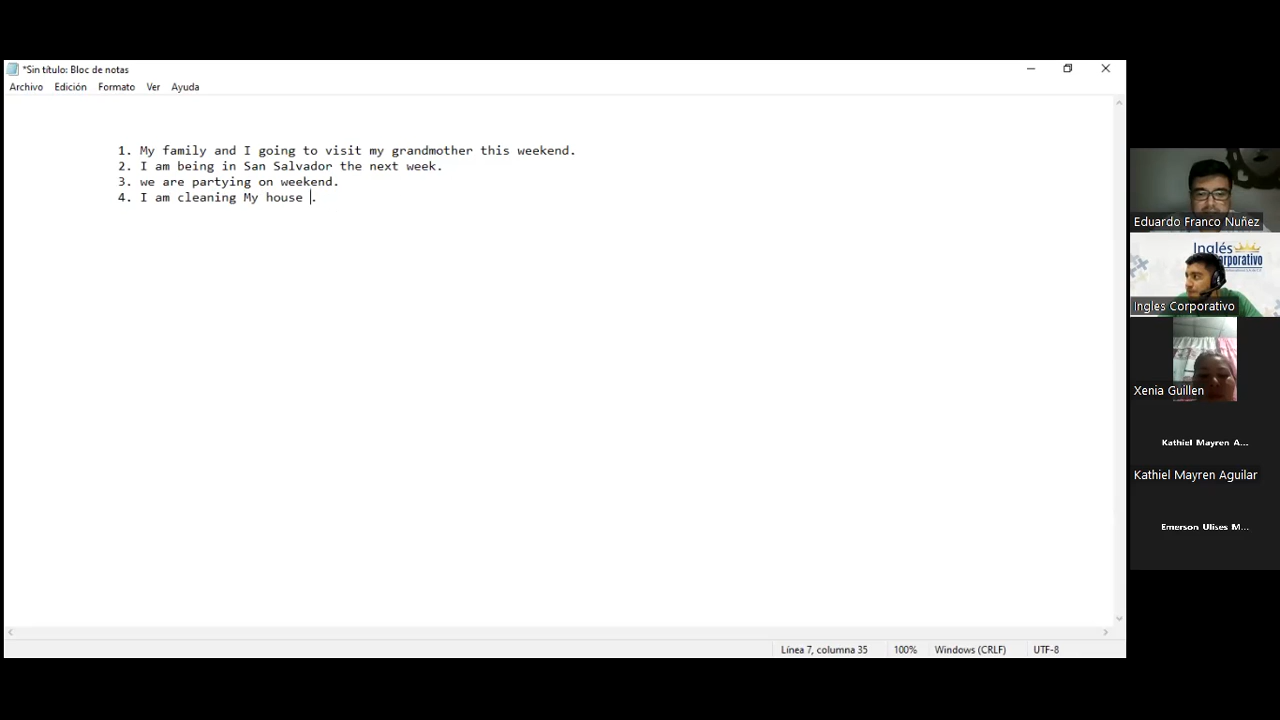 *Sin título: Bloc de notas
Archivo Edición Formato Ver Ayuda
1. My family and I going to visit my grandmother this weekend.
2. I am being in San Salvador the next week.
3. we are partying on weekend.
4. I am cleaning My house .
Línea 7, columna 35 100% Windows (CRLF) UTF-8
Eduardo Franco Nuñez
Inglés
Corporativo
Ingles Corporativo
Xenia Guillen
Kathiel Mayren A...
Kathiel Mayren Aguilar
Emerson Ulises M...